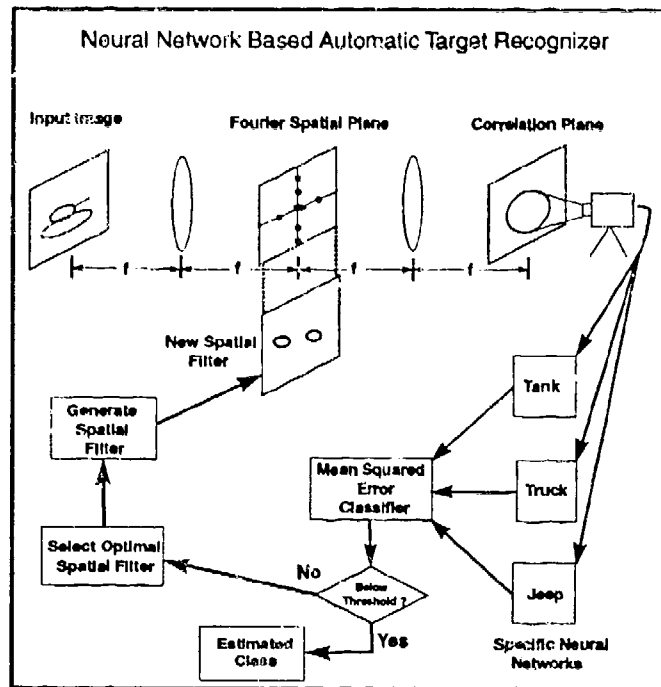 Neural Network Based Automatic Target Recognizer
Input Image
Fourier Spatial Plane
Correlation Plane
f
f
f
f
New Spatial
Filter
Generate
Spatial
Filter
Tank
Mean Squared
Error
Classifier
Truck
Select Optimal
Spatial Filter
No
Below
Threshold ?
Jeep
Yes
Estimated
Class
Specific Neural
Networks